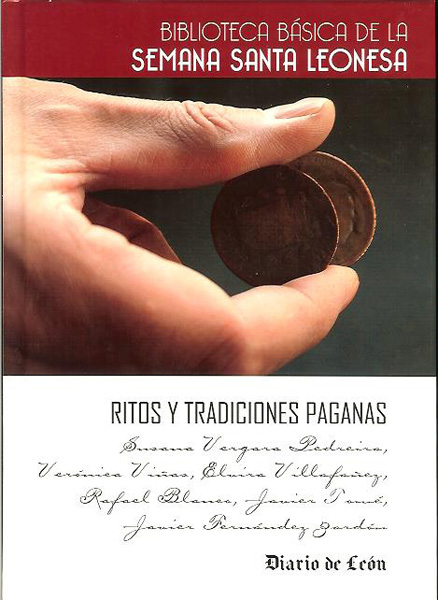 BIBLIOTECA BÁSICA DE LA
SEMANA SANTA LEONESA
RITOS Y TRADICIONES PAGANAS
Susana Vergara Pedreira,
Verónica Viñas, Elvira Villafañez,
Rafael Blanco, Javier Tomé,
Javier Fernández Zardón
Diario de León